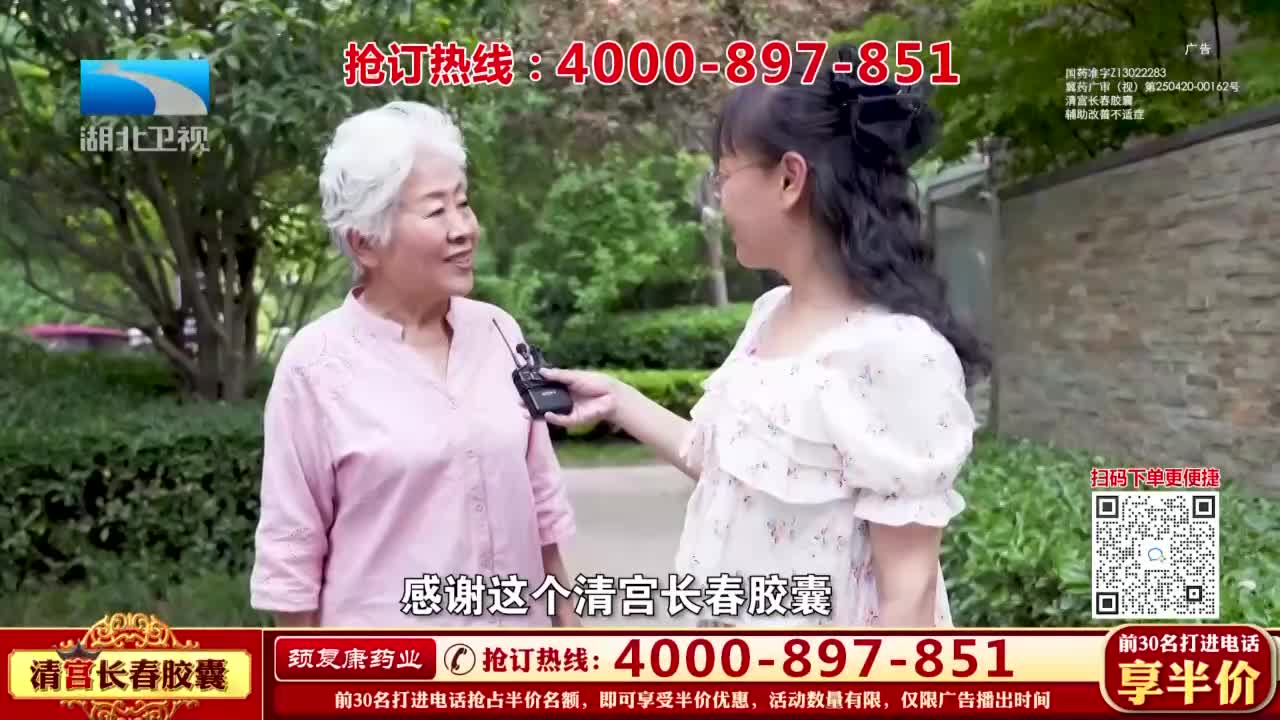 抢订热线：4000-897-851
广告
湖北卫视
国药准字Z13022283
冀药广审（视）第250420-00162号
清宫长春胶囊
辅助改善不适症
扫码下单更便捷
感谢这个清宫长春胶囊
清宫长春胶囊
颈复康药业
抢订热线：4000-897-851
前30名打进电话抢占半价名额，即可享受半价优惠，活动数量有限，仅限广告播出时间
前30名打进电话
享半价